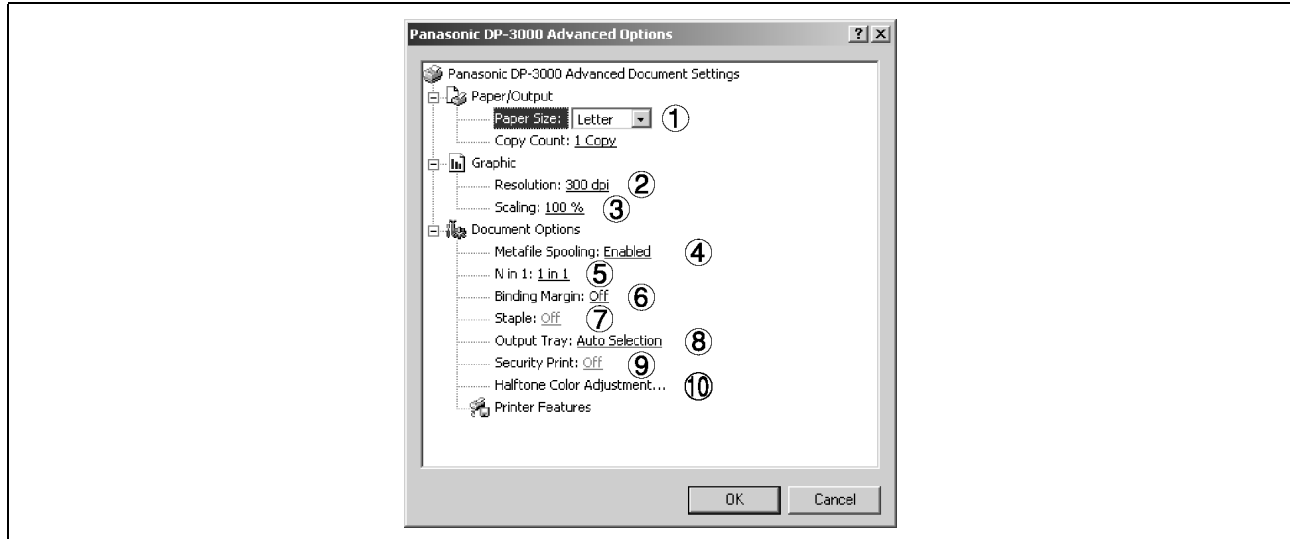 Panasonic DP-3000 Advanced Options
Panasonic DP-3000 Advanced Document Settings
Paper/Output
Paper Size: Letter ①
Copy Count: 1 Copy
Graphic
Resolution: 300 dpi ②
Scaling: 100 % ③
Document Options
Metafile Spooling: Enabled ④
N in 1: 1 in 1 ⑤
Binding Margin: Off ⑥
Staple: Off ⑦
Output Tray: Auto Selection ⑧
Security Print: Off ⑨
Halftone Color Adjustment... ⑩
Printer Features
OK Cancel